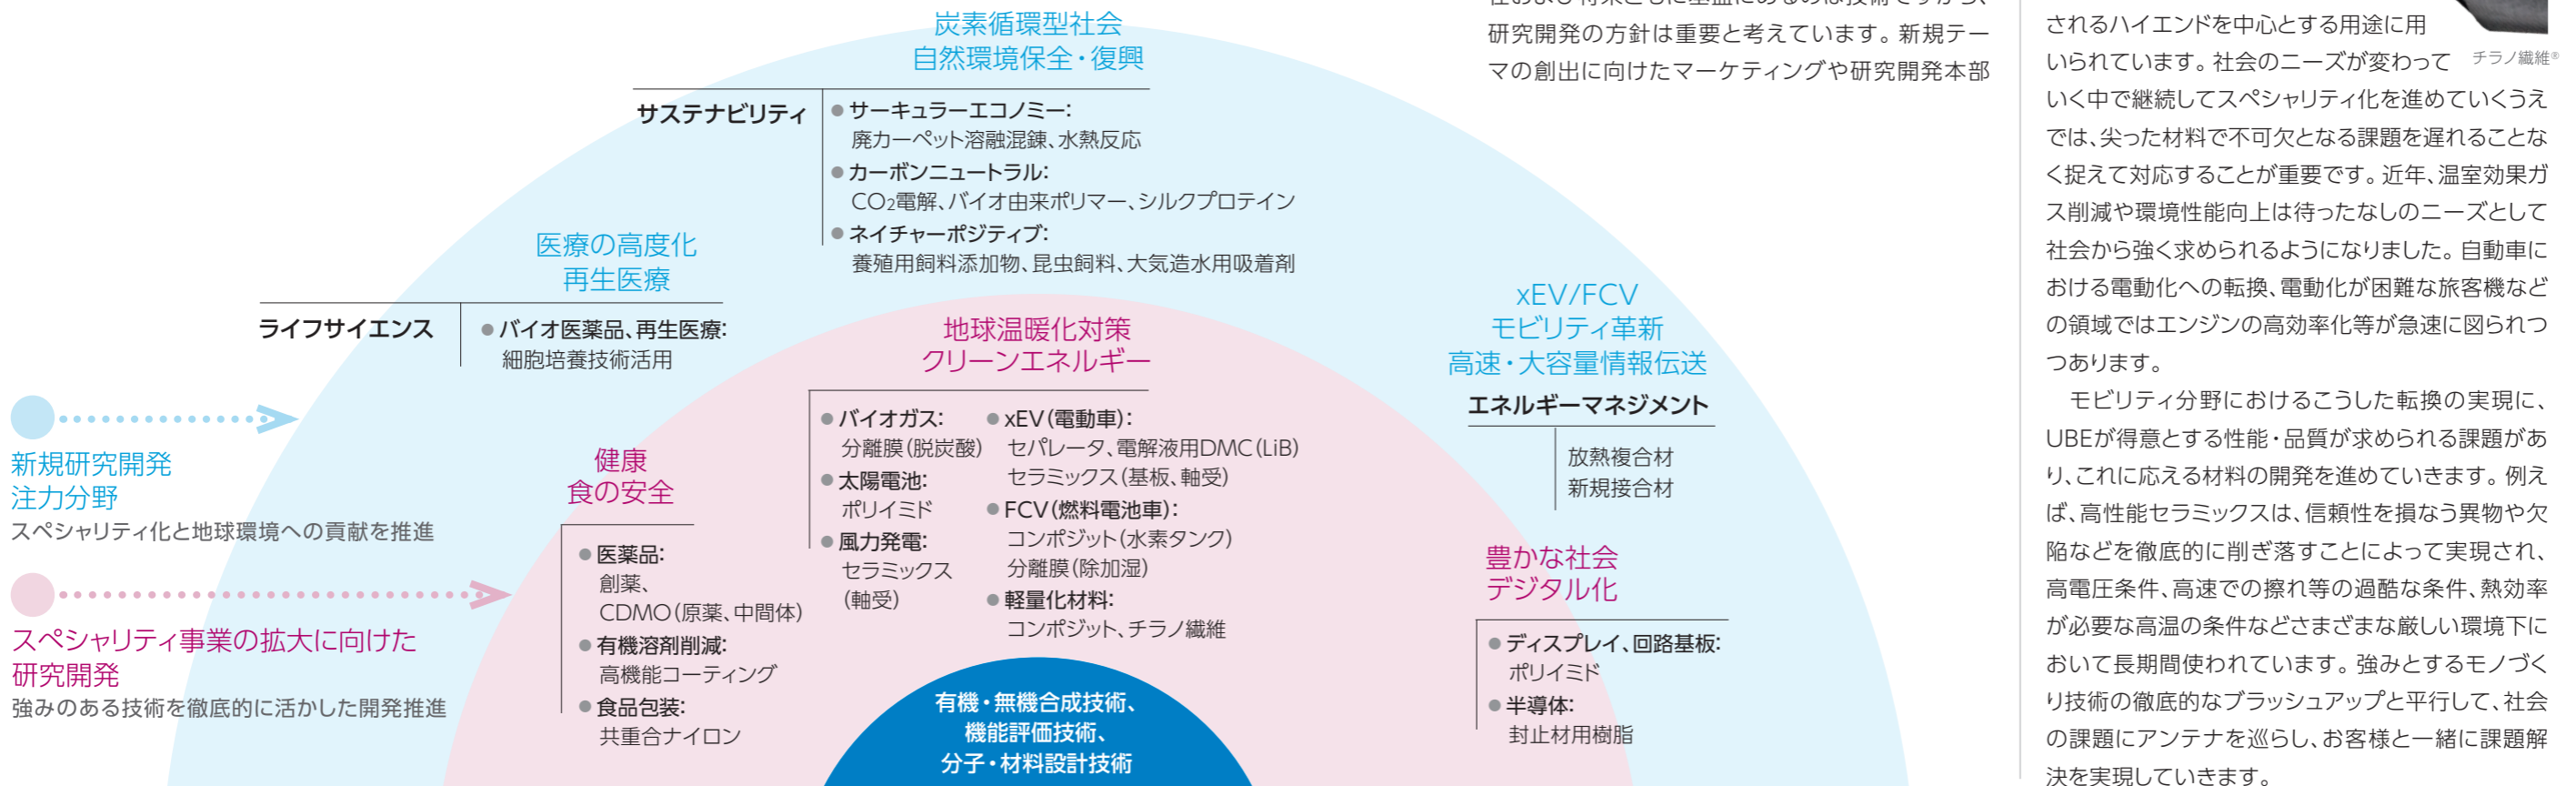 炭素循環型社会
自然環境保全・復興
サステナビリティ
● サーキュラーエコノミー：
廃カーペット溶融混錬、水熱反応
● カーボンニュートラル：
CO₂電解、バイオ由来ポリマー、シルクプロテイン
● ネイチャーポジティブ：
養殖用飼料添加物、昆虫飼料、大気造水用吸着剤
医療の高度化
再生医療
ライフサイエンス
● バイオ医薬品、再生医療：
細胞培養技術活用
xEV/FCV
モビリティ革新
高速・大容量情報伝送
エネルギーマネジメント
放熱複合材
新規接合材
新規研究開発
注力分野
スペシャリティ化と地球環境への貢献を推進
スペシャリティ事業の拡大に向けた
研究開発
強みのある技術を徹底的に活かした開発推進
健康
食の安全
● 医薬品：
創薬、
CDMO（原薬、中間体）
● 有機溶剤削減：
高機能コーティング
● 食品包装：
共重合ナイロン
地球温暖化対策
クリーンエネルギー
● バイオガス：
分離膜（脱炭酸）
● 太陽電池：
ポリイミド
● 風力発電：
セラミックス
（軸受）
● xEV（電動車）：
セパレータ、電解液用DMC（LiB）
セラミックス（基板、軸受）
● FCV（燃料電池車）：
コンポジット（水素タンク）
分離膜（除加湿）
● 軽量化材料：
コンポジット、チラノ繊維
豊かな社会
デジタル化
● ディスプレイ、回路基板：
ポリイミド
● 半導体：
封止材用樹脂
有機・無機合成技術、
機能評価技術、
分子・材料設計技術
研究開発の方針は重要と考えています。新規テー
マの創出に向けたマーケティングや研究開発本部
されるハイエンドを中心とする用途に用
いられています。社会のニーズが変わって
チラノ繊維®
いく中で継続してスペシャリティ化を進めていくうえ
では、尖った材料で不可欠となる課題を遅れることな
く捉えて対応することが重要です。近年、温室効果ガ
ス削減や環境性能向上は待ったなしのニーズとして
社会から強く求められるようになりました。自動車に
おける電動化への転換、電動化が困難な旅客機など
の領域ではエンジンの高効率化等が急速に図られつ
つあります。
モビリティ分野におけるこうした転換の実現に、
UBEが得意とする性能・品質が求められる課題があ
り、これに応える材料の開発を進めていきます。例え
ば、高性能セラミックスは、信頼性を損なう異物や欠
陥などを徹底的に削ぎ落すことによって実現され、
高電圧条件、高速での擦れ等の過酷な条件、熱効率
が必要な高温の条件などさまざまな厳しい環境下に
おいて長期間使われています。強みとするモノづく
り技術の徹底的なブラッシュアップと平行して、社会
の課題にアンテナを巡らし、お客様と一緒に課題解
決を実現していきます。